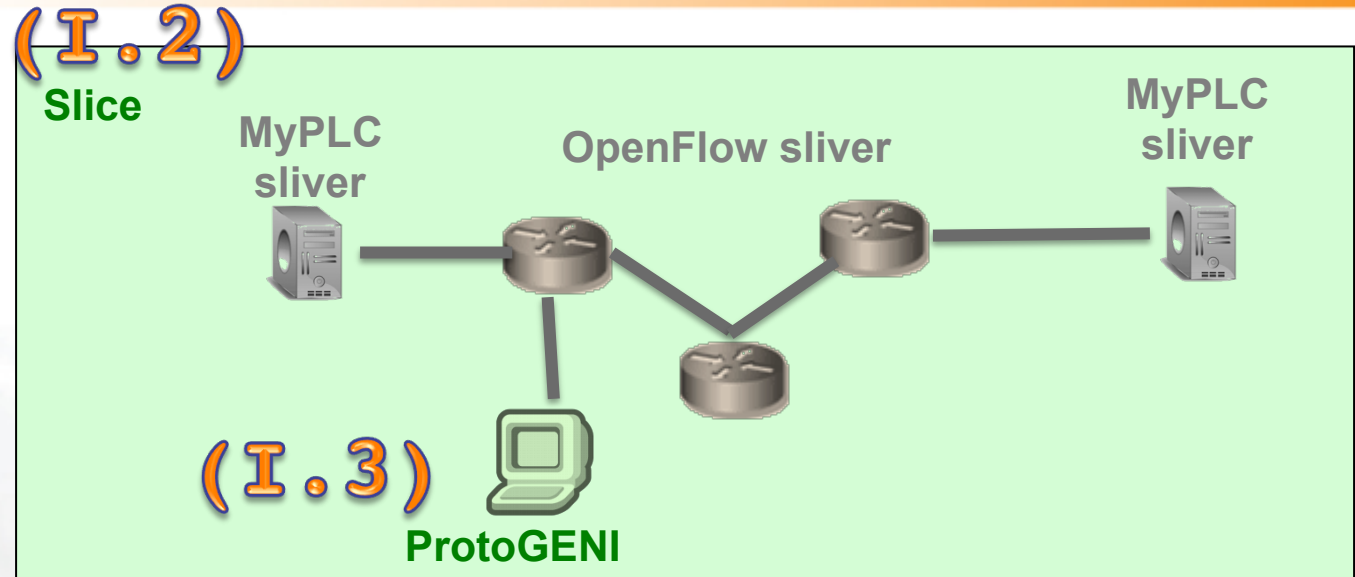 (I.2)
Slice
MyPLC
sliver
OpenFlow sliver
MyPLC
sliver
(I.3)
ProtoGENI